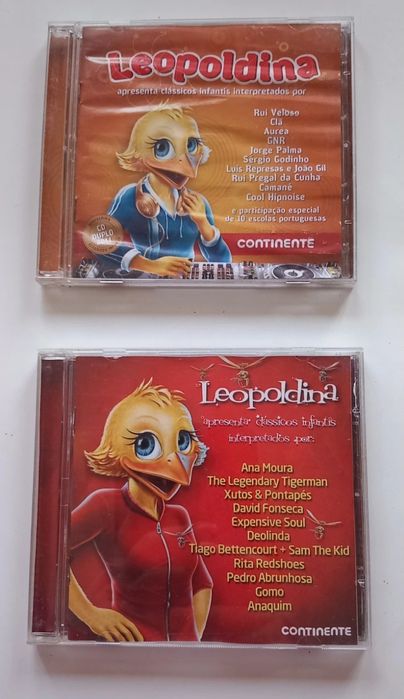 Leopoldina
apresenta clássicos infantis interpretados por
Rui Veloso
Clã
Aurea
GNR
Jorge Palma
Sérgio Godinho
Luís Represas e João Gil
Rui Pregal da Cunha
Camané
Cool Hipnoise
e participação especial
de 10 escolas portuguesas
CD
DUPLO
CONTINENTE
Leopoldina
apresenta clássicos infantis
interpretados por:
Ana Moura
The Legendary Tigerman
Xutos & Pontapés
David Fonseca
Expensive Soul
Deolinda
Tiago Bettencourt + Sam The Kid
Rita Redshoes
Pedro Abrunhosa
Gomo
Anaquim
CONTINENTE